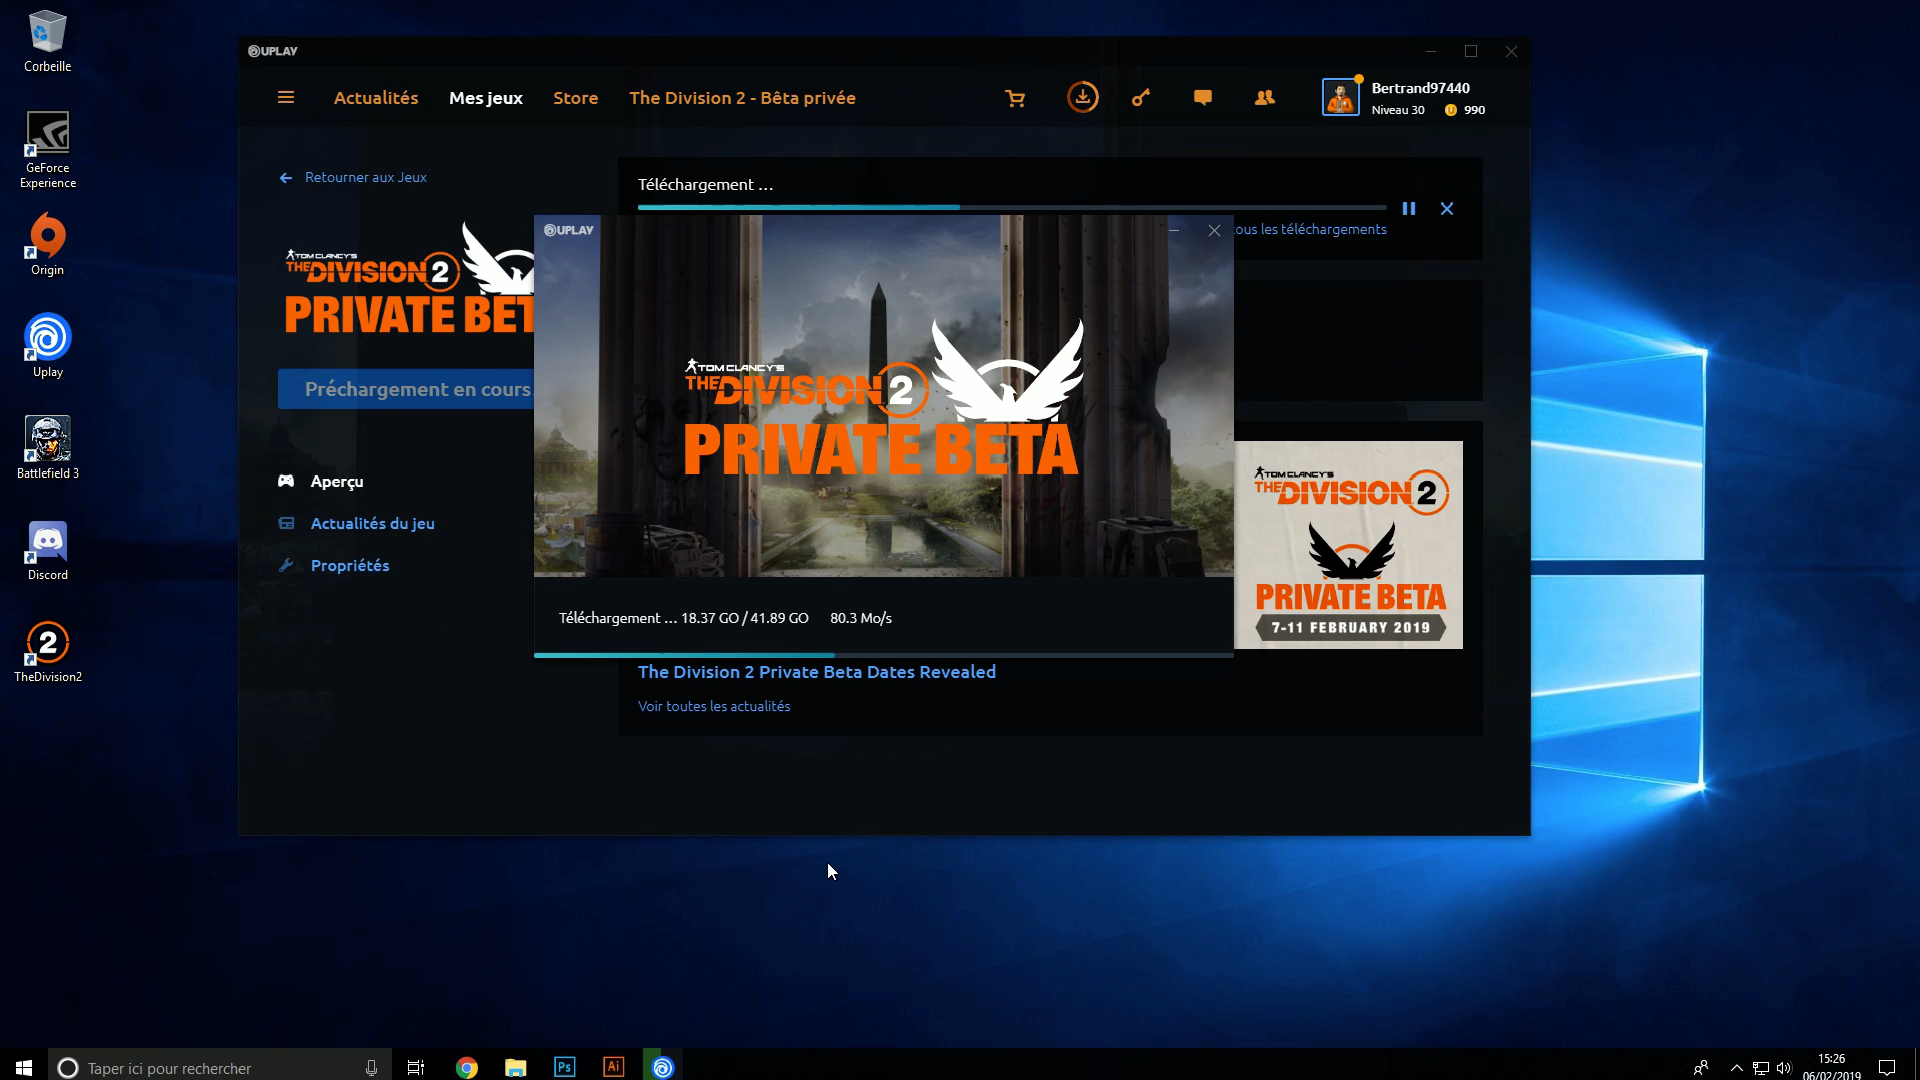 Corbeille
GeForce
Experience
Origin
Uplay
Battlefield 3
Discord
2
TheDivision2
UPLAY
Actualités
Mes jeux
Store
The Division 2 - Bêta privée
Bertrand97440
Niveau 30
990
Retourner aux Jeux
TOM CLANCY'S
THE DIVISION 2
PRIVATE BET
Préchargement en cours
Aperçu
Actualités du jeu
Propriétés
Téléchargement ...
tous les téléchargements
UPLAY
TOM CLANCY'S
THE DIVISION 2
PRIVATE BETA
Téléchargement ... 18.37 GO / 41.89 GO 80.3 Mo/s
TOM CLANCY'S
THE DIVISION 2
PRIVATE BETA
7-11 FEBRUARY 2019
The Division 2 Private Beta Dates Revealed
Voir toutes les actualités
Taper ici pour rechercher
Ps
Ai
15:26
06/02/2019